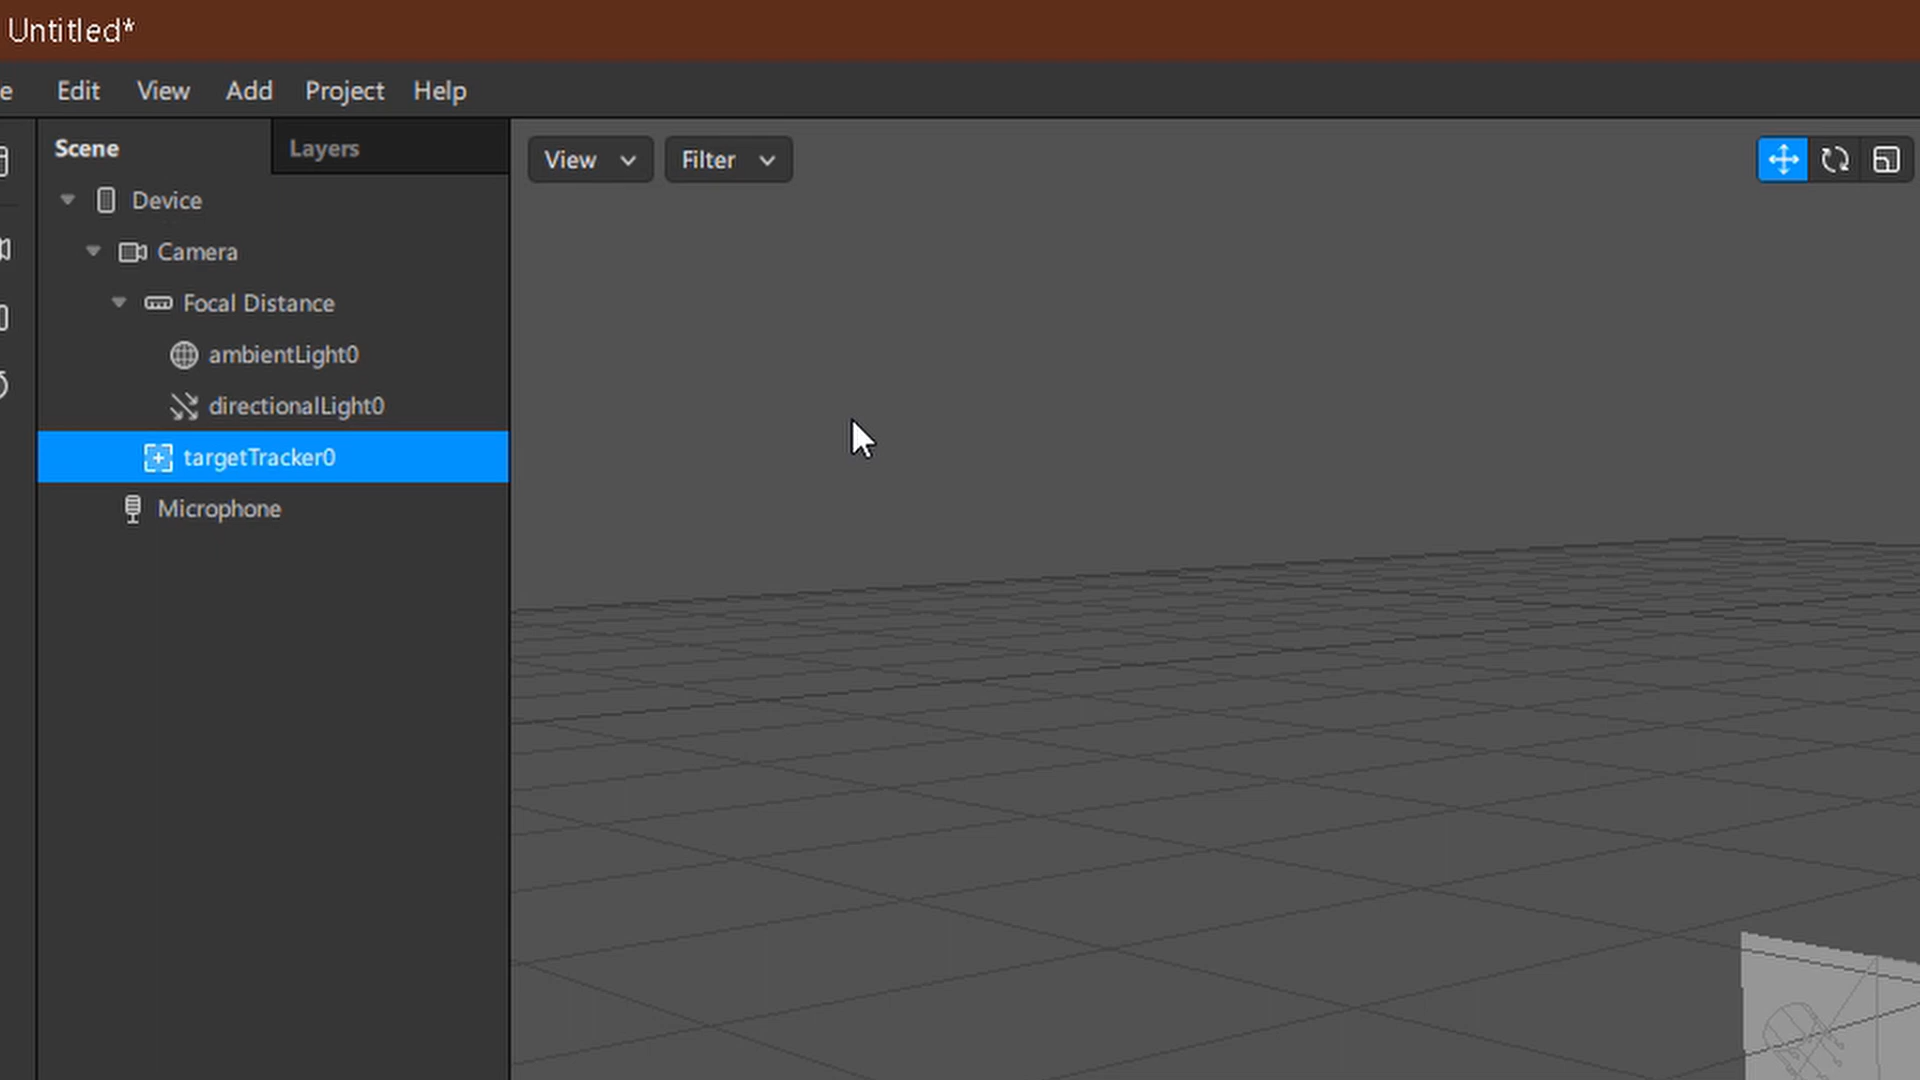 Untitled*
e Edit View Add Project Help
Scene Layers
View Filter
Device
Camera
Focal Distance
ambientLight0
directionalLight0
targetTracker0
Microphone